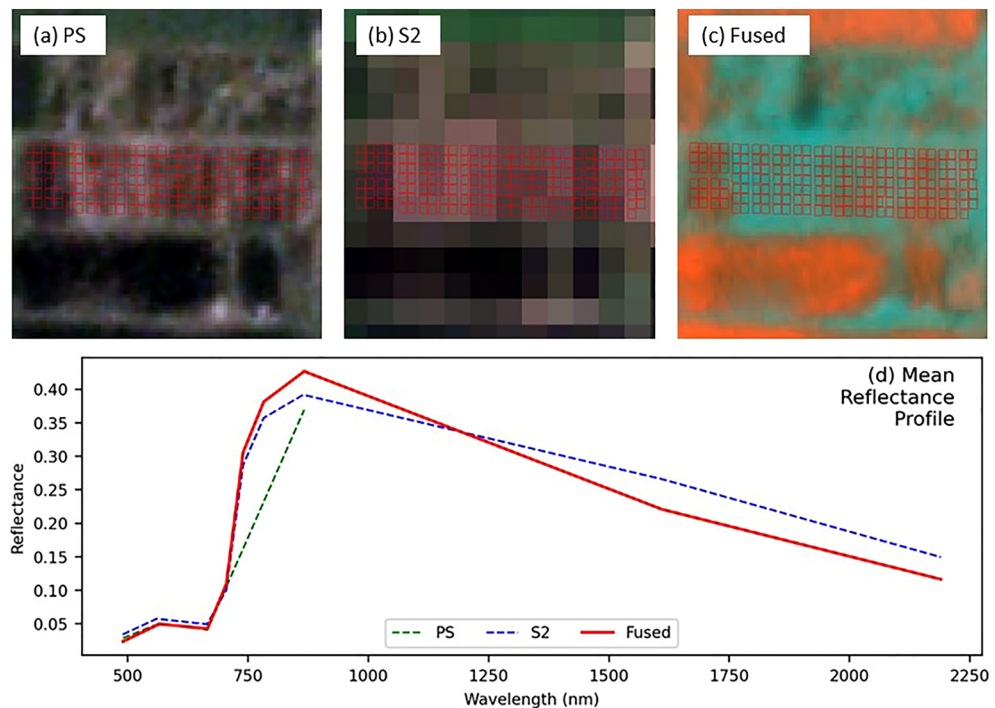 (a) PS
(b) S2
(c) Fused
(d) Mean
Reflectance
Profile
0.40
0.35
0.30
0.25
0.20
0.15
0.10
0.05
Reflectance
PS
S2
Fused
500
750
1000
1250
1500
1750
2000
2250
Wavelength (nm)